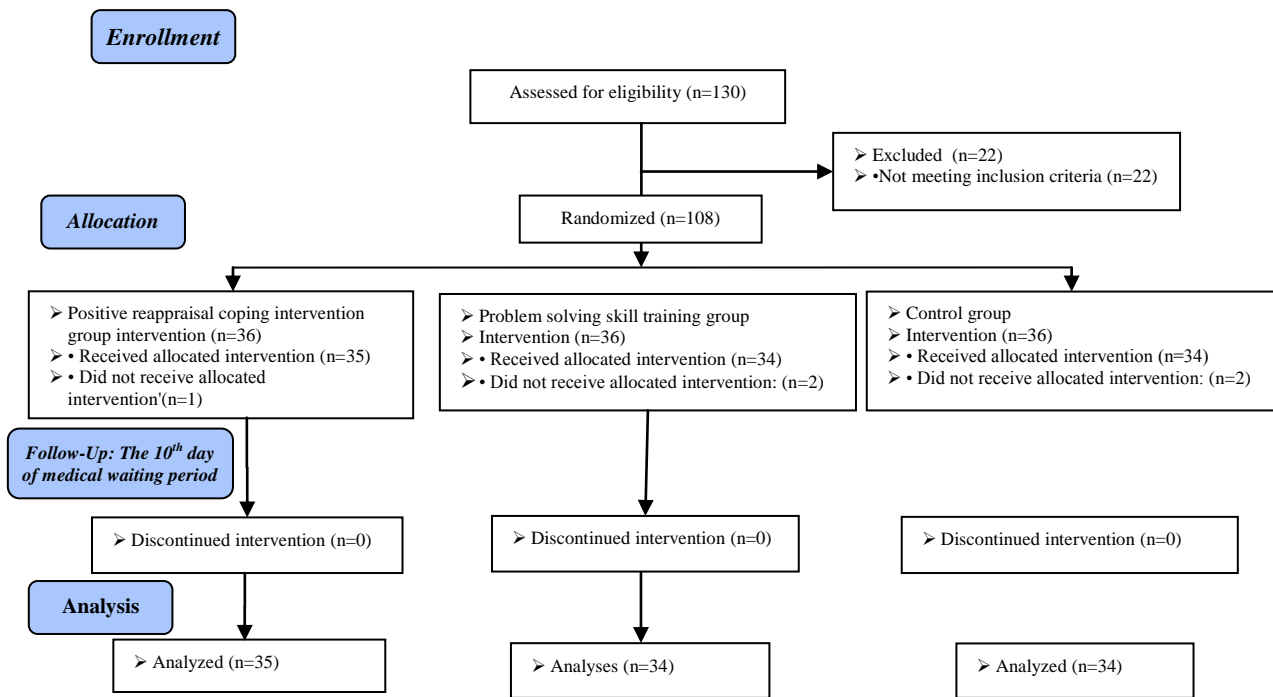 Enrollment
Assessed for eligibility (n=130)
➢ Excluded (n=22)
➢ •Not meeting inclusion criteria (n=22)
Allocation
Randomized (n=108)
➢ Positive reappraisal coping intervention
group intervention (n=36)
➢ • Received allocated intervention (n=35)
➢ • Did not receive allocated
intervention'(n=1)
➢ Problem solving skill training group
➢ Intervention (n=36)
➢ • Received allocated intervention (n=34)
➢ • Did not receive allocated intervention: (n=2)
➢ Control group
➢ Intervention (n=36)
➢ • Received allocated intervention (n=34)
➢ • Did not receive allocated intervention: (n=2)
Follow-Up: The 10th day
of medical waiting period
➢ Discontinued intervention (n=0)
➢ Discontinued intervention (n=0)
➢ Discontinued intervention (n=0)
Analysis
➢ Analyzed (n=35)
➢ Analyses (n=34)
➢ Analyzed (n=34)